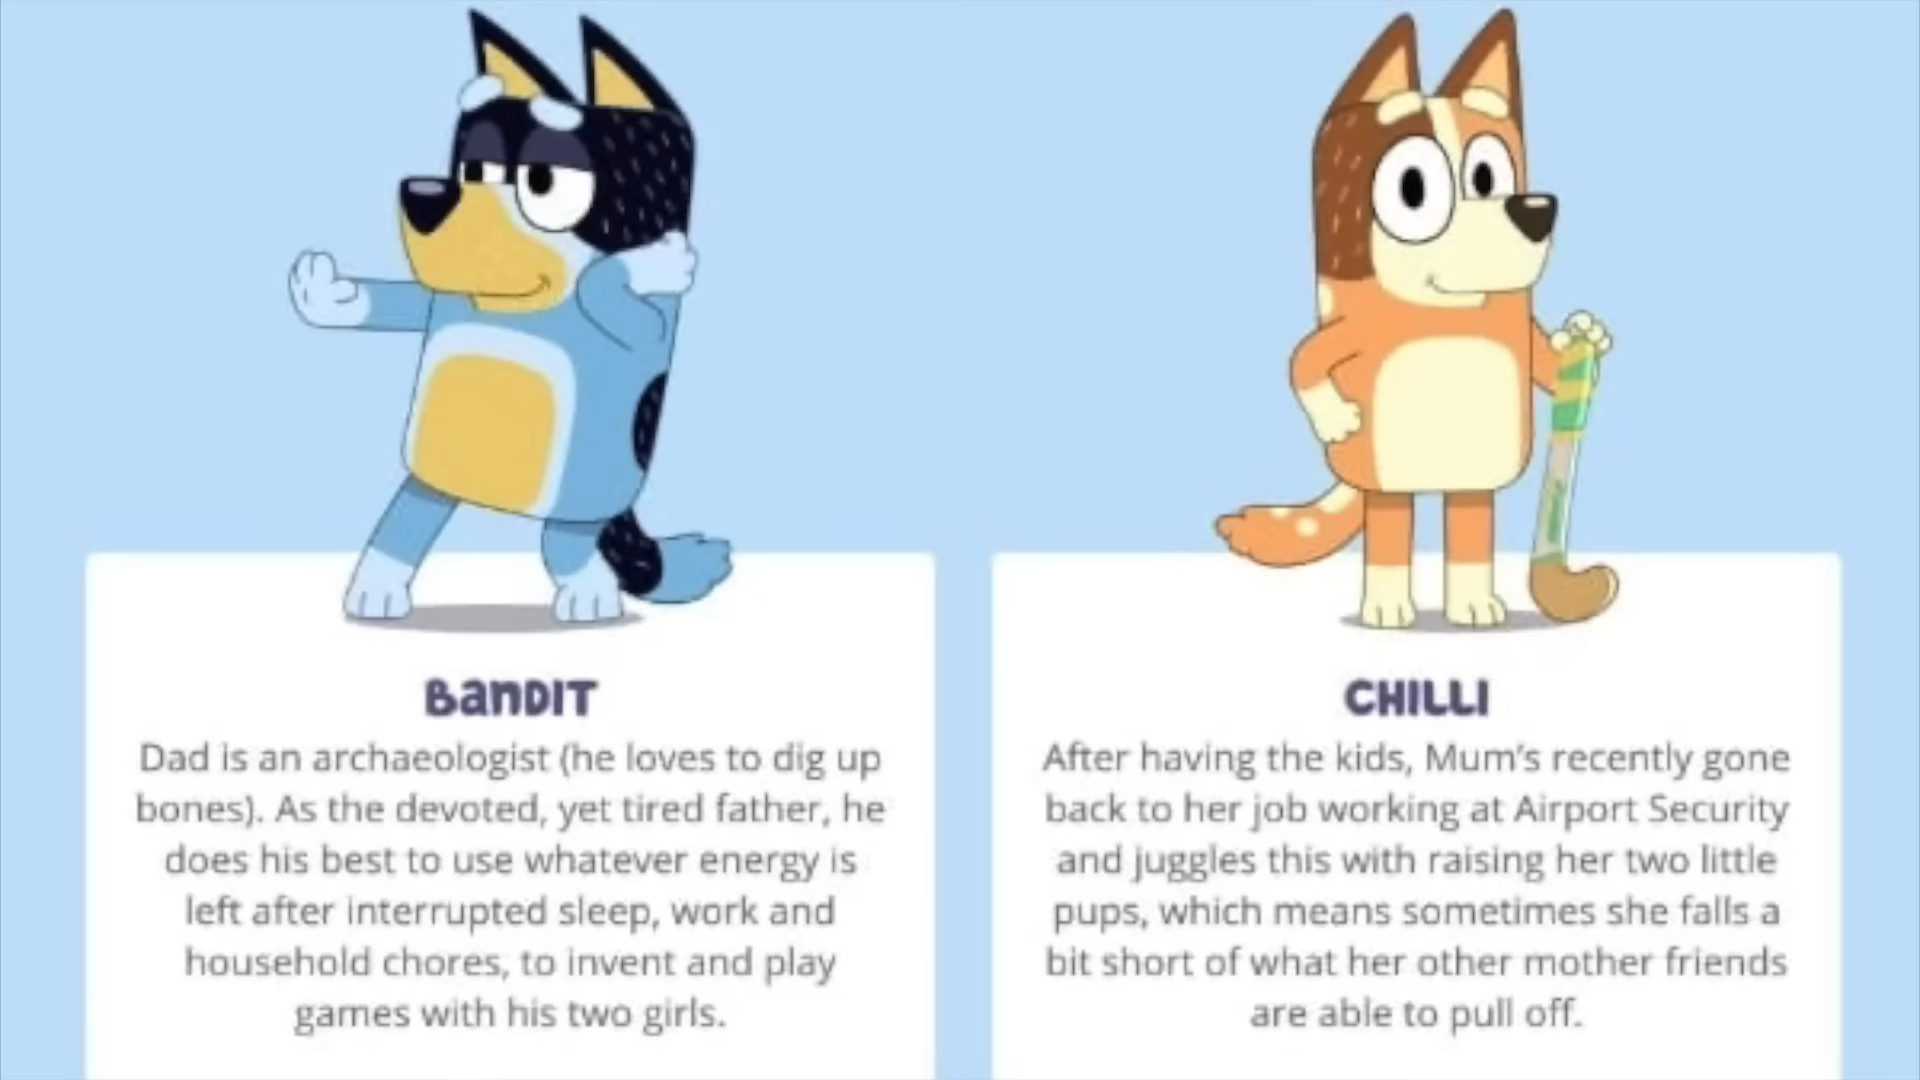 BanDIT
Dad is an archaeologist (he loves to dig up
bones). As the devoted, yet tired father, he
does his best to use whatever energy is
left after interrupted sleep, work and
household chores, to invent and play
games with his two girls.
CHILLI
After having the kids, Mum's recently gone
back to her job working at Airport Security
and juggles this with raising her two little
pups, which means sometimes she falls a
bit short of what her other mother friends
are able to pull off.